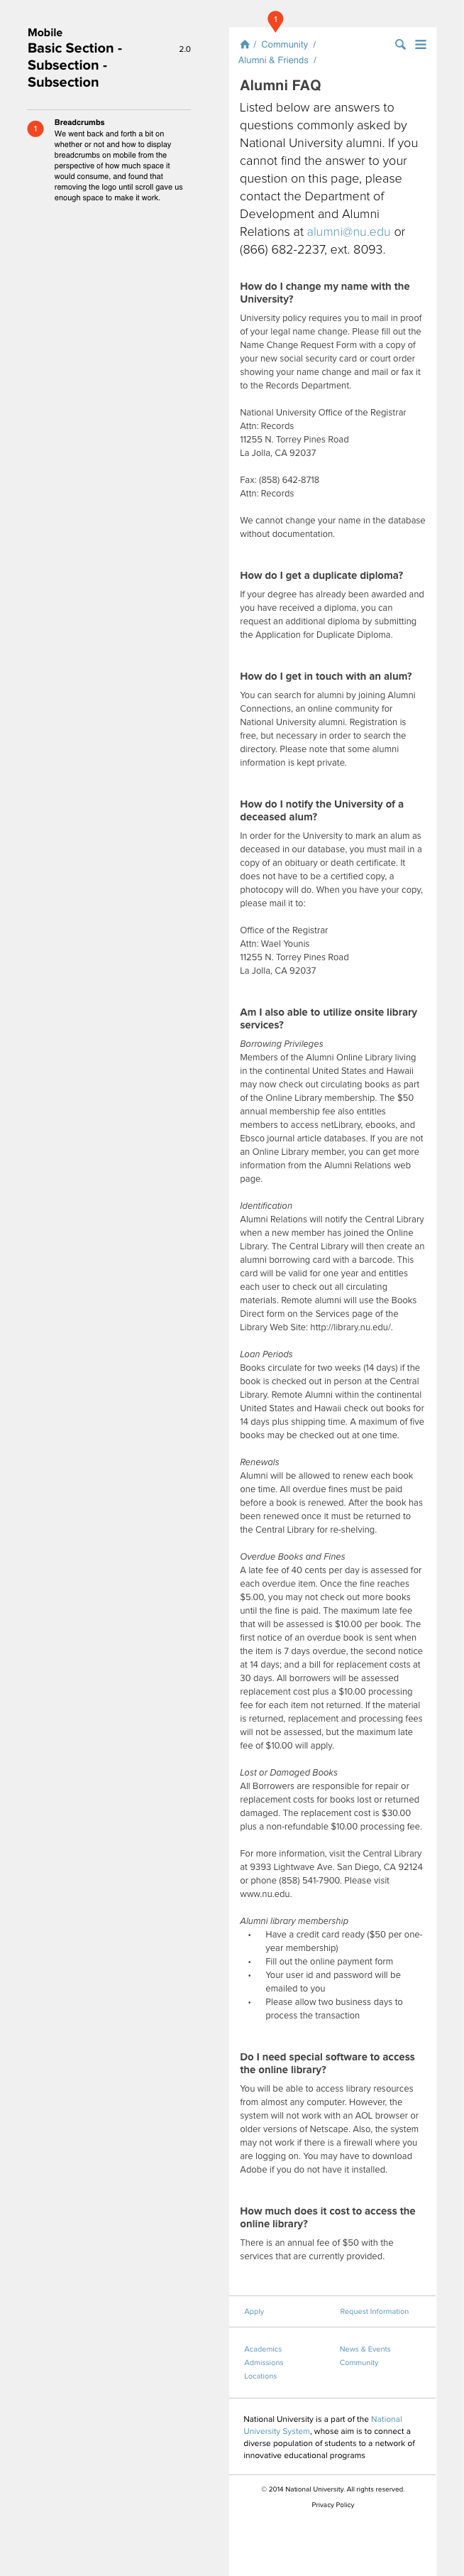 Mobile
Basic Section - 2.0
Subsection -
Subsection
1 Breadcrumbs
We went back and forth a bit on
whether or not and how to display
breadcrumbs on mobile from the
perspective of how much space it
would consume, and found that
removing the logo until scroll gave us
enough space to make it work.
1
/ Community /
Alumni & Friends /
Alumni FAQ
Listed below are answers to
questions commonly asked by
National University alumni. If you
cannot find the answer to your
question on this page, please
contact the Department of
Development and Alumni
Relations at alumni@nu.edu or
(866) 682-2237, ext. 8093.
How do I change my name with the
University?
University policy requires you to mail in proof
of your legal name change. Please fill out the
Name Change Request Form with a copy of
your new social security card or court order
showing your name change and mail or fax it
to the Records Department.
National University Office of the Registrar
Attn: Records
11255 N. Torrey Pines Road
La Jolla, CA 92037
Fax: (858) 642-8718
Attn: Records
We cannot change your name in the database
without documentation.
How do I get a duplicate diploma?
If your degree has already been awarded and
you have received a diploma, you can
request an additional diploma by submitting
the Application for Duplicate Diploma.
How do I get in touch with an alum?
You can search for alumni by joining Alumni
Connections, an online community for
National University alumni. Registration is
free, but necessary in order to search the
directory. Please note that some alumni
information is kept private.
How do I notify the University of a
deceased alum?
In order for the University to mark an alum as
deceased in our database, you must mail in a
copy of an obituary or death certificate. It
does not have to be a certified copy, a
photocopy will do. When you have your copy,
please mail it to:
Office of the Registrar
Attn: Wael Younis
11255 N. Torrey Pines Road
La Jolla, CA 92037
Am I also able to utilize onsite library
services?
Borrowing Privileges
Members of the Alumni Online Library living
in the continental United States and Hawaii
may now check out circulating books as part
of the Online Library membership. The $50
annual membership fee also entitles
members to access netLibrary, ebooks, and
Ebsco journal article databases. If you are not
an Online Library member, you can get more
information from the Alumni Relations web
page.
Identification
Alumni Relations will notify the Central Library
when a new member has joined the Online
Library. The Central Library will then create an
alumni borrowing card with a barcode. This
card will be valid for one year and entitles
each user to check out all circulating
materials. Remote alumni will use the Books
Direct form on the Services page of the
Library Web Site: http://library.nu.edu/.
Loan Periods
Books circulate for two weeks (14 days) if the
book is checked out in person at the Central
Library. Remote Alumni within the continental
United States and Hawaii check out books for
14 days plus shipping time. A maximum of five
books may be checked out at one time.
Renewals
Alumni will be allowed to renew each book
one time. All overdue fines must be paid
before a book is renewed. After the book has
been renewed once it must be returned to
the Central Library for re-shelving.
Overdue Books and Fines
A late fee of 40 cents per day is assessed for
each overdue item. Once the fine reaches
$5.00, you may not check out more books
until the fine is paid. The maximum late fee
that will be assessed is $10.00 per book. The
first notice of an overdue book is sent when
the item is 7 days overdue, the second notice
at 14 days; and a bill for replacement costs at
30 days. All borrowers will be assessed
replacement cost plus a $10.00 processing
fee for each item not returned. If the material
is returned, replacement and processing fees
will not be assessed, but the maximum late
fee of $10.00 will apply.
Lost or Damaged Books
All Borrowers are responsible for repair or
replacement costs for books lost or returned
damaged. The replacement cost is $30.00
plus a non-refundable $10.00 processing fee.
For more information, visit the Central Library
at 9393 Lightwave Ave. San Diego, CA 92124
or phone (858) 541-7900. Please visit
www.nu.edu.
Alumni library membership
• Have a credit card ready ($50 per one-
year membership)
• Fill out the online payment form
• Your user id and password will be
emailed to you
• Please allow two business days to
process the transaction
Do I need special software to access
the online library?
You will be able to access library resources
from almost any computer. However, the
system will not work with an AOL browser or
older versions of Netscape. Also, the system
may not work if there is a firewall where you
are logging on. You may have to download
Adobe if you do not have it installed.
How much does it cost to access the
online library?
There is an annual fee of $50 with the
services that are currently provided.
Apply Request Information
Academics News & Events
Admissions Community
Locations
National University is a part of the National
University System, whose aim is to connect a
diverse population of students to a network of
innovative educational programs
© 2014 National University. All rights reserved.
Privacy Policy